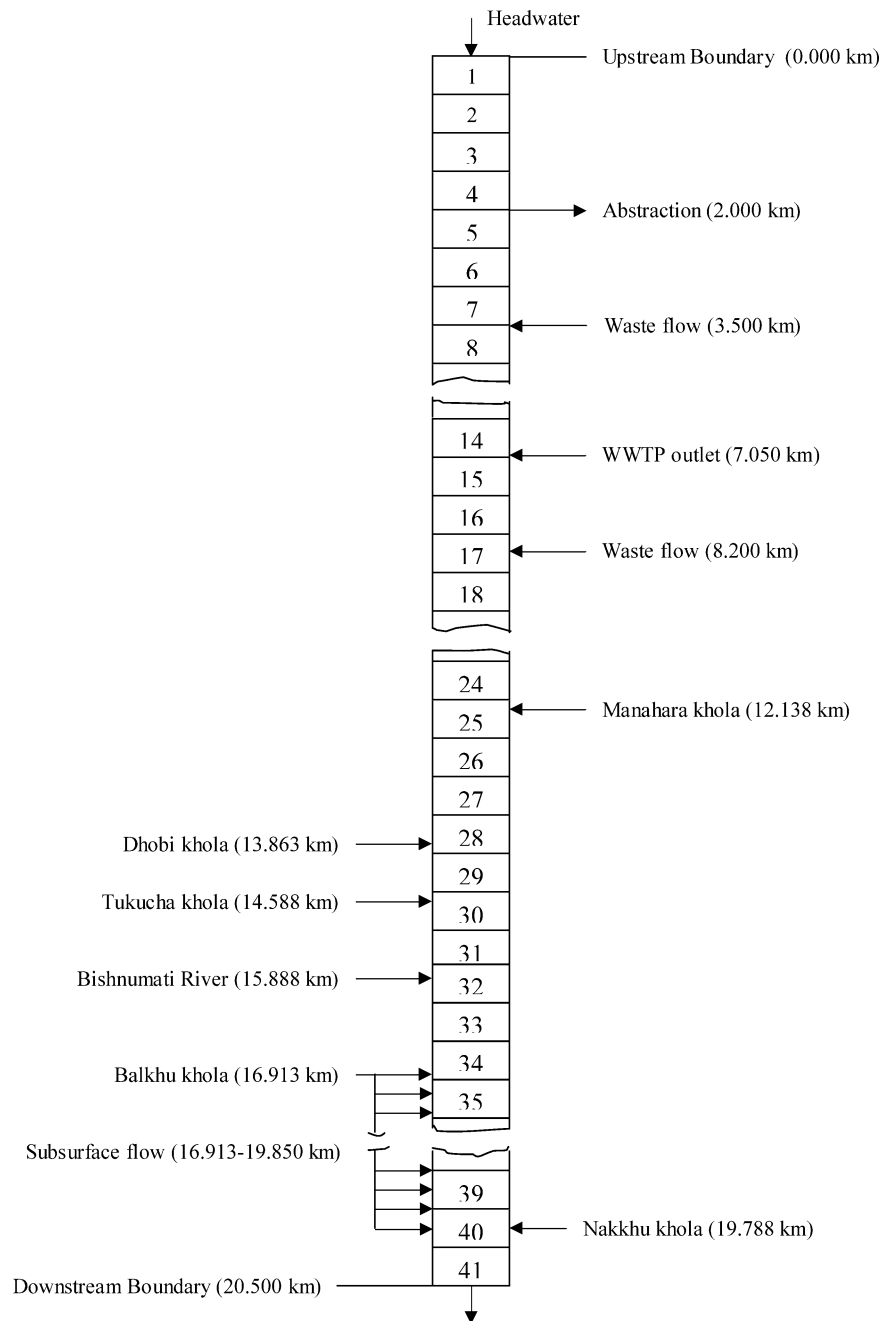 Headwater
Upstream Boundary (0.000 km)
1
2
3
4
Abstraction (2.000 km)
5
6
7
Waste flow (3.500 km)
8
14
WWTP outlet (7.050 km)
15
16
17
Waste flow (8.200 km)
18
24
Manahara khola (12.138 km)
25
26
27
Dhobi khola (13.863 km)
28
29
Tukucha khola (14.588 km)
30
31
Bishnumati River (15.888 km)
32
33
34
Balkhu khola (16.913 km)
35
Subsurface flow (16.913-19.850 km)
39
40
Nakkhu khola (19.788 km)
41
Downstream Boundary (20.500 km)